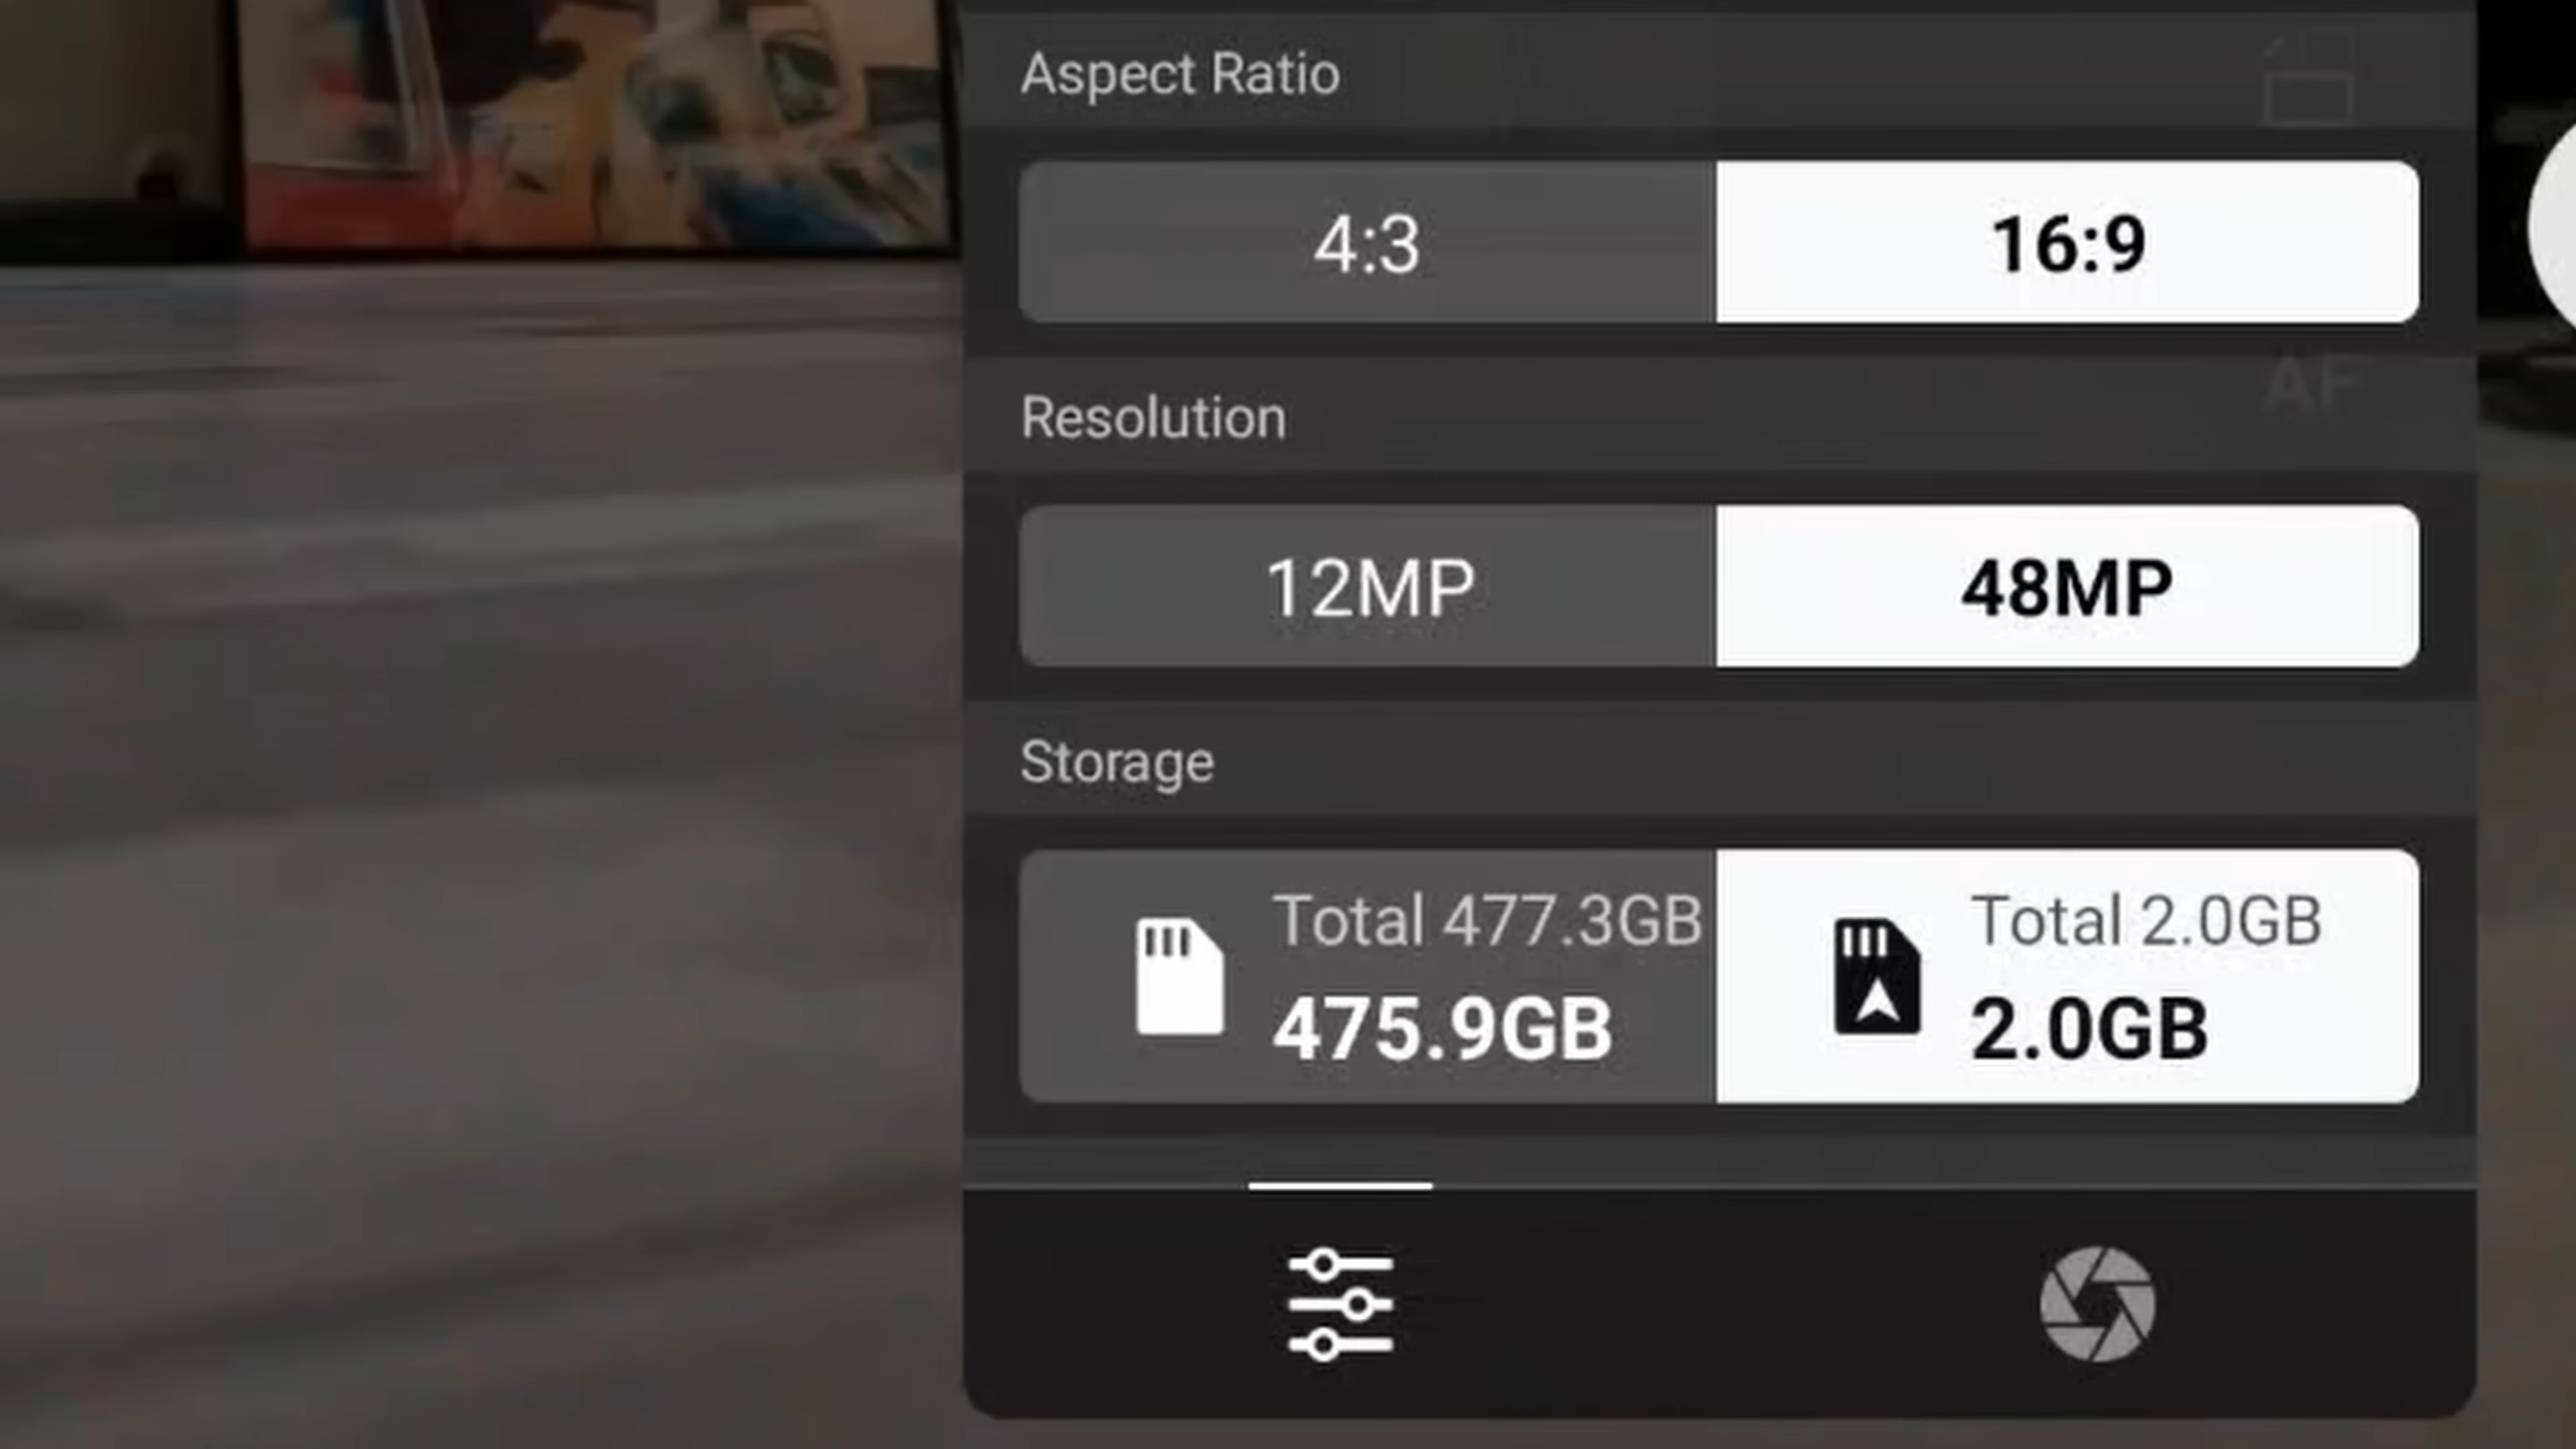 Aspect Ratio
4:3
16:9
AF
Resolution
12MP
48MP
Storage
Total 477.3GB
475.9GB
Total 2.0GB
2.0GB